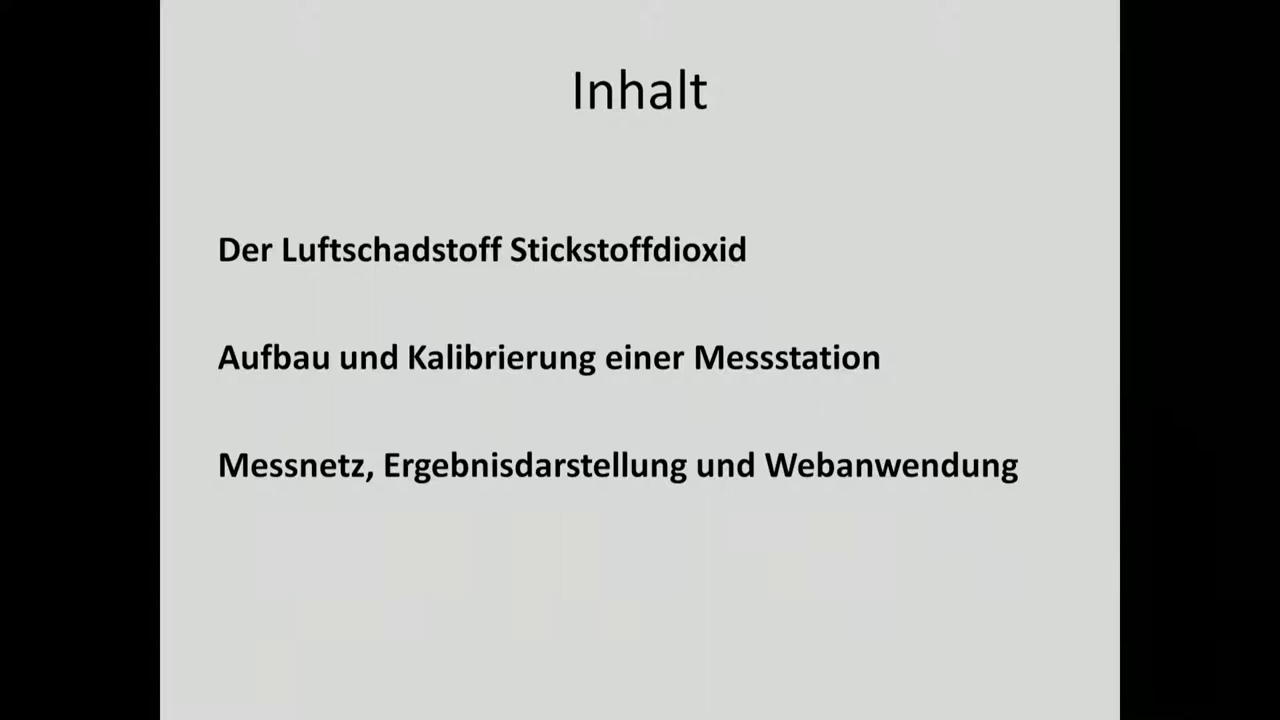 Inhalt
Der Luftschadstoff Stickstoffdioxid
Aufbau und Kalibrierung einer Messstation
Messnetz, Ergebnisdarstellung und Webanwendung